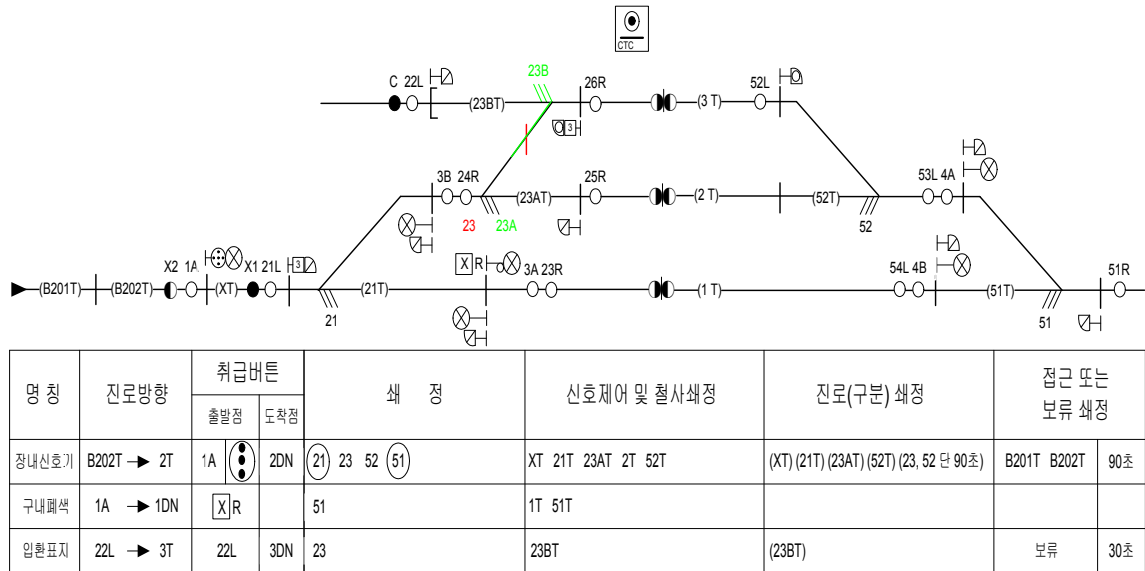 CTC
23B
C 22L
26R
52L
(23BT)
(3 T)
3
3B 24R
25R
53L 4A
(23AT)
(2 T)
(52T)
23 23A
52
X2 1A
X1 21L
3
X R
3A 23R
54L 4B
51R
(B201T) (B202T) (XT)
(21T)
(1 T)
(51T)
21
51
명 칭 진로방향 취급버튼 쇄 정 신호제어 및 철사쇄정 진로(구분) 쇄정 접근 또는
보류 쇄정
출발점 도착점
장내신호기 B202T 2T 1A 2DN 21 23 52 51 XT 21T 23AT 2T 52T (XT) (21T) (23AT) (52T) (23, 52 단 90초) B201T B202T 90초
구내폐색 1A 1DN X R 51 1T 51T
입환표지 22L 3T 22L 3DN 23 23BT (23BT) 보류 30초